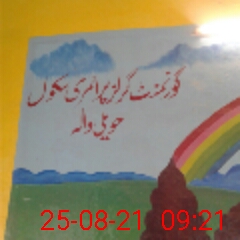 گورنمنٹ گرلز پرائمری سکول
حویلی والہ
25-08-21 09:21